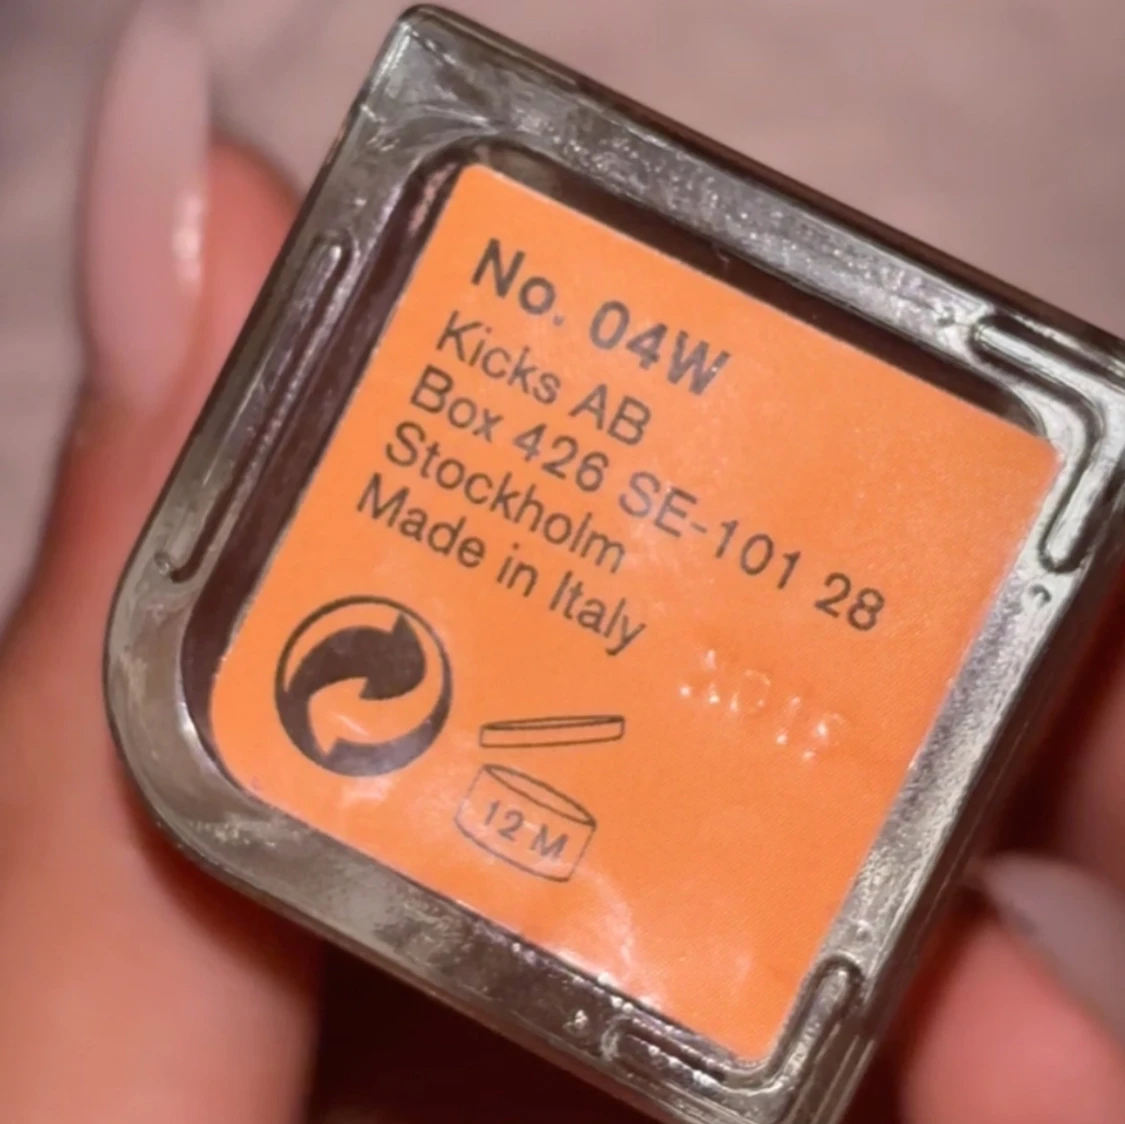 No. 04W
Kicks AB
Box 426 SE-101 28
Stockholm
Made in Italy
12 M